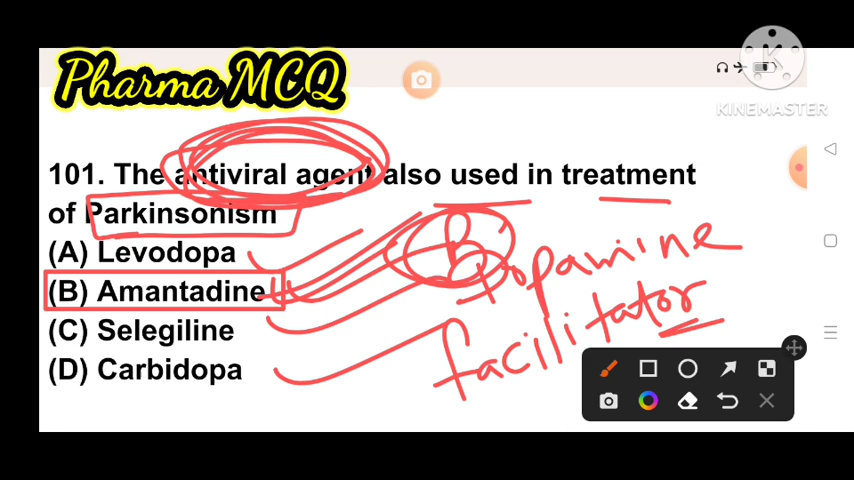 Pharma MCQ
KINEMASTER
101. The antiviral agent also used in treatment
of Parkinsonism
(A) Levodopa
(B) Amantadine
(C) Selegiline
(D) Carbidopa
P
Dopamine
facilitator